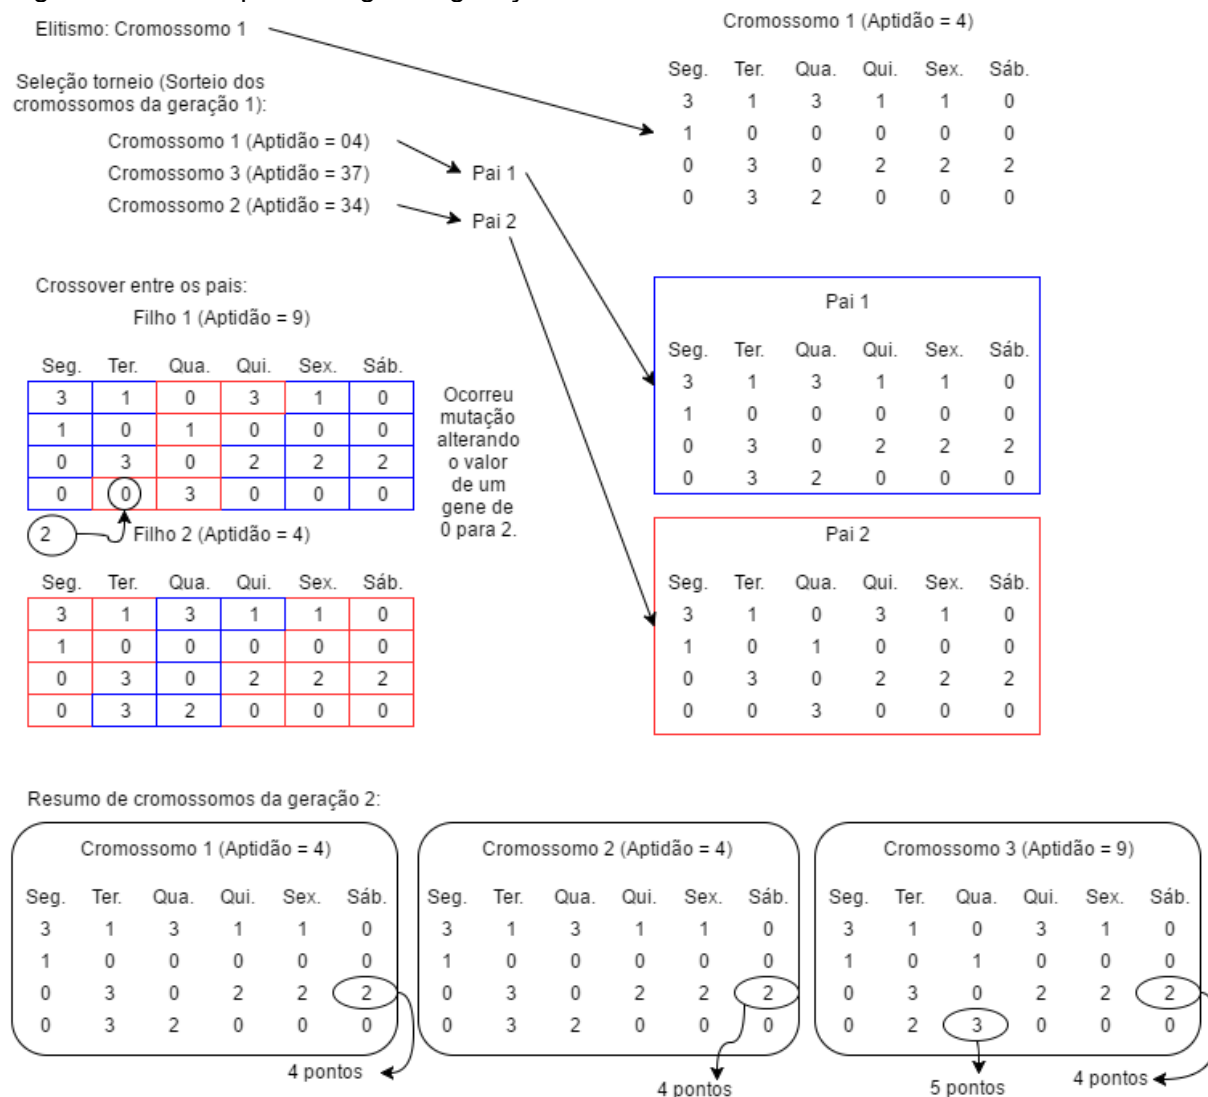 Elitismo: Cromossomo 1
Seleção torneio (Sorteio dos
cromossomos da geração 1):
Cromossomo 1 (Aptidão = 04)
Cromossomo 3 (Aptidão = 37)
Cromossomo 2 (Aptidão = 34)
Pai 1
Pai 2
Cromossomo 1 (Aptidão = 4)
Seg. Ter. Qua. Qui. Sex. Sáb.
3 1 3 1 1 0
1 0 0 0 0 0
0 3 0 2 2 2
0 3 2 0 0 0
Crossover entre os pais:
Filho 1 (Aptidão = 9)
Seg. Ter. Qua. Qui. Sex. Sáb.
3 1 0 3 1 0
1 0 1 0 0 0
0 3 0 2 2 2
0 0 3 0 0 0
2
Ocorreu
mutação
alterando
o valor
de um
gene de
0 para 2.
Filho 2 (Aptidão = 4)
Seg. Ter. Qua. Qui. Sex. Sáb.
3 1 3 1 1 0
1 0 0 0 0 0
0 3 0 2 2 2
0 3 2 0 0 0
Pai 1
Seg. Ter. Qua. Qui. Sex. Sáb.
3 1 3 1 1 0
1 0 0 0 0 0
0 3 0 2 2 2
0 3 2 0 0 0
Pai 2
Seg. Ter. Qua. Qui. Sex. Sáb.
3 1 0 3 1 0
1 0 1 0 0 0
0 3 0 2 2 2
0 0 3 0 0 0
Resumo de cromossomos da geração 2:
Cromossomo 1 (Aptidão = 4)
Seg. Ter. Qua. Qui. Sex. Sáb.
3 1 3 1 1 0
1 0 0 0 0 0
0 3 0 2 2 2
0 3 2 0 0 0
4 pontos
Cromossomo 2 (Aptidão = 4)
Seg. Ter. Qua. Qui. Sex. Sáb.
3 1 3 1 1 0
1 0 0 0 0 0
0 3 0 2 2 2
0 3 2 0 0 0
4 pontos
Cromossomo 3 (Aptidão = 9)
Seg. Ter. Qua. Qui. Sex. Sáb.
3 1 0 3 1 0
1 0 1 0 0 0
0 3 0 2 2 2
0 2 3 0 0 0
5 pontos
4 pontos